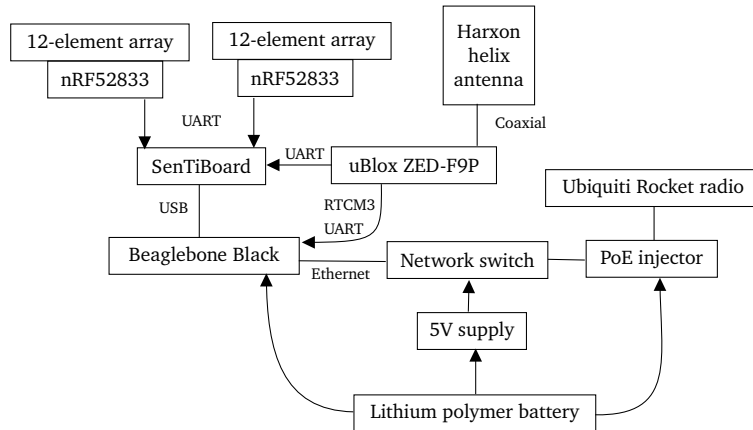 12-element array
nRF52833
12-element array
nRF52833
Harxon
helix
antenna
UART
Coaxial
SenTiBoard
UART
uBlox ZED-F9P
USB
RTCM3
UART
Ubiquiti Rocket radio
Beaglebone Black
Ethernet
Network switch
PoE injector
5V supply
Lithium polymer battery